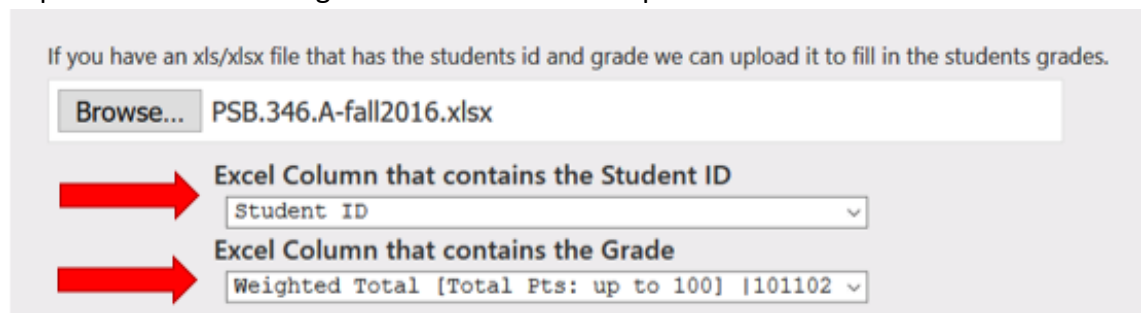 If you have an xls/xlsx file that has the students id and grade we can upload it to fill in the students grades.
Browse... PSB.346.A-fall2016.xlsx
Excel Column that contains the Student ID
Student ID
Excel Column that contains the Grade
Weighted Total [Total Pts: up to 100] |101102